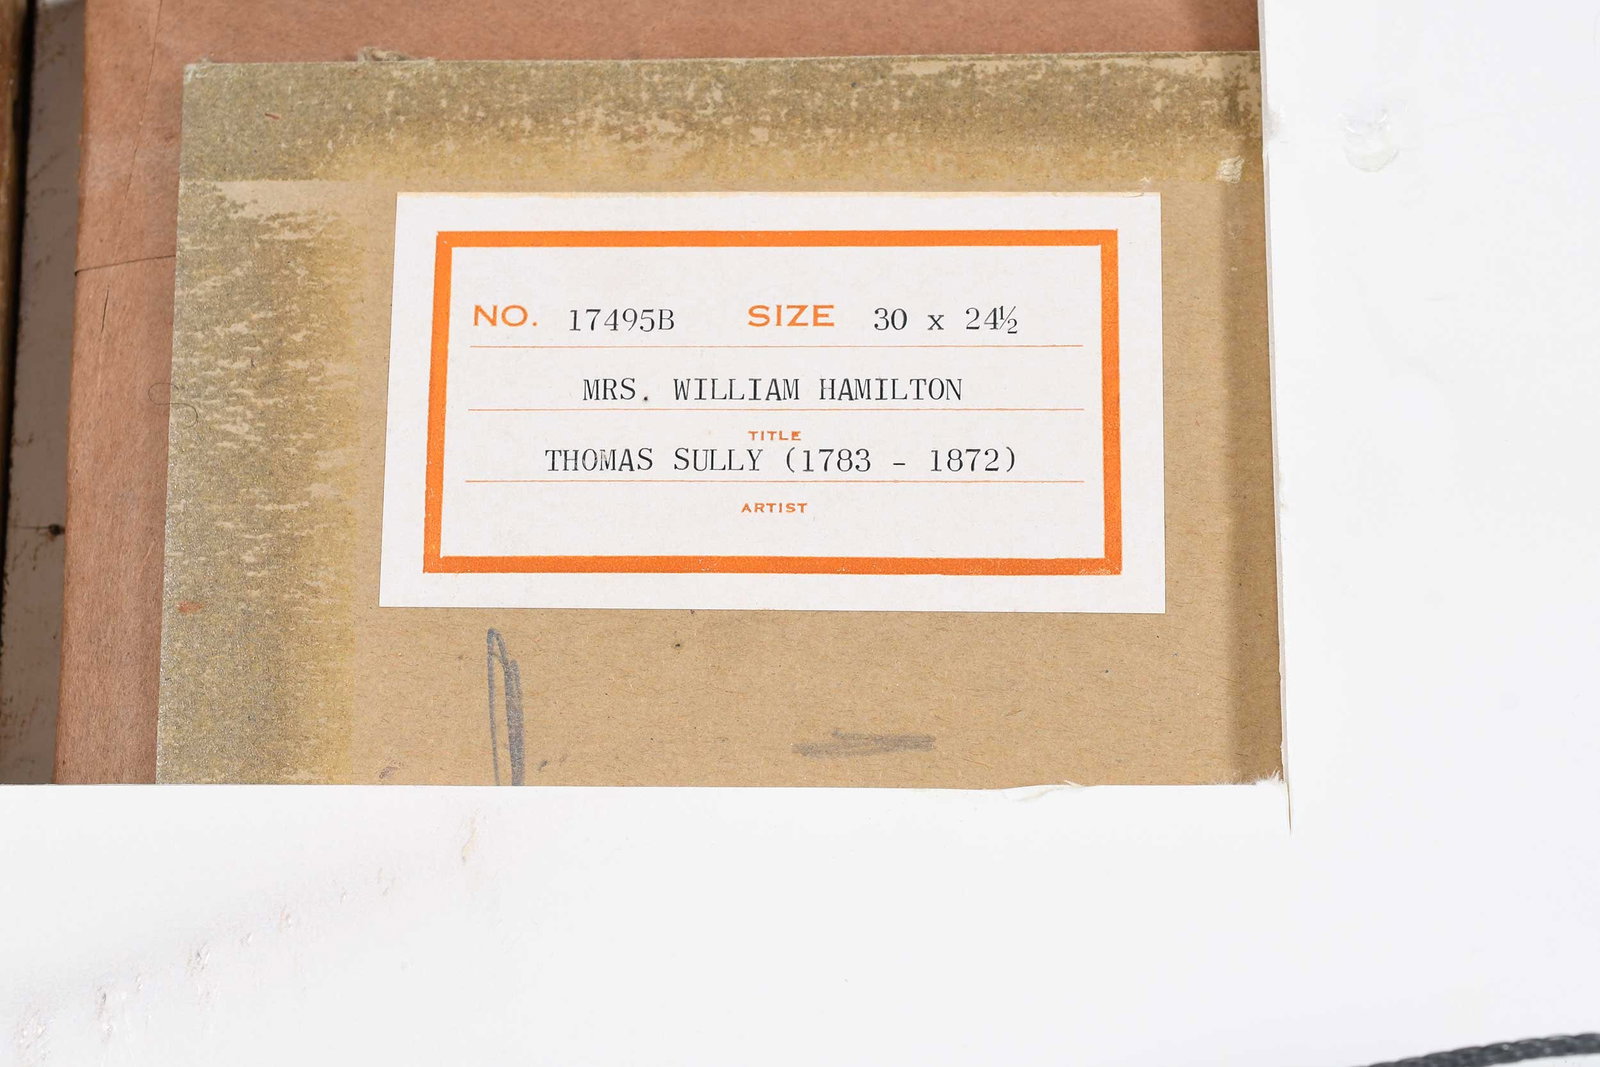 NO. 17495B SIZE 30 x 24½
MRS. WILLIAM HAMILTON
TITLE
THOMAS SULLY (1783 - 1872)
ARTIST